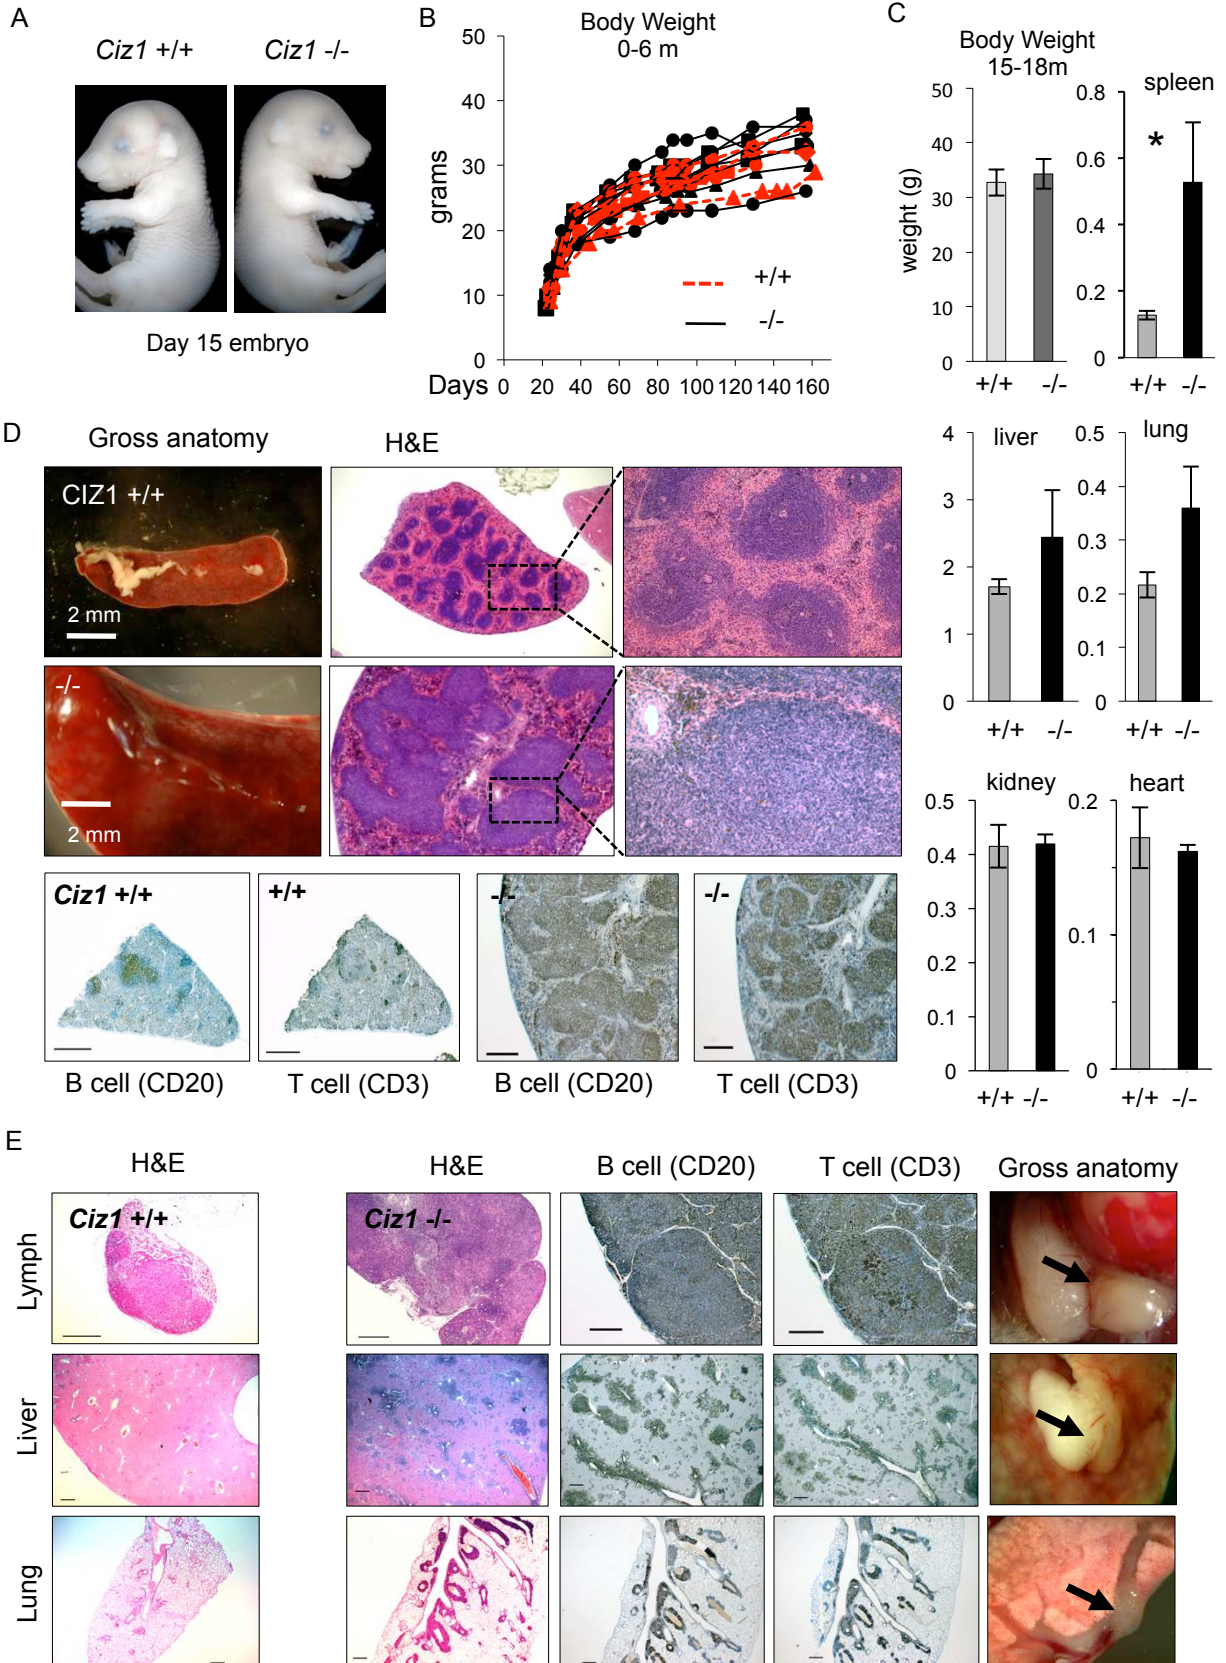 A
Ciz1 +/+
Ciz1 -/-
Day 15 embryo
B
Body Weight
0-6 m
50
40
30
20
10
0
grams
+/+
-/-
Days 0 20 40 60 80 100 120 140 160
C
Body Weight
15-18m
50
40
30
20
10
0
weight (g)
+/+ -/-
spleen
0.8
0.6
0.4
0.2
0
*
+/+ -/-
liver
4
3
2
1
0
+/+ -/-
lung
0.5
0.4
0.3
0.2
0.1
0
+/+ -/-
kidney
0.5
0.4
0.3
0.2
0.1
0
+/+ -/-
heart
0.2
0.1
0
+/+ -/-
D
Gross anatomy
H&E
CIZ1 +/+
2 mm
-/-
2 mm
Ciz1 +/+
+/+
-/-
-/-
B cell (CD20)
T cell (CD3)
B cell (CD20)
T cell (CD3)
E
H&E
H&E
B cell (CD20)
T cell (CD3)
Gross anatomy
Lymph
Ciz1 +/+
Ciz1 -/-
Liver
Lung